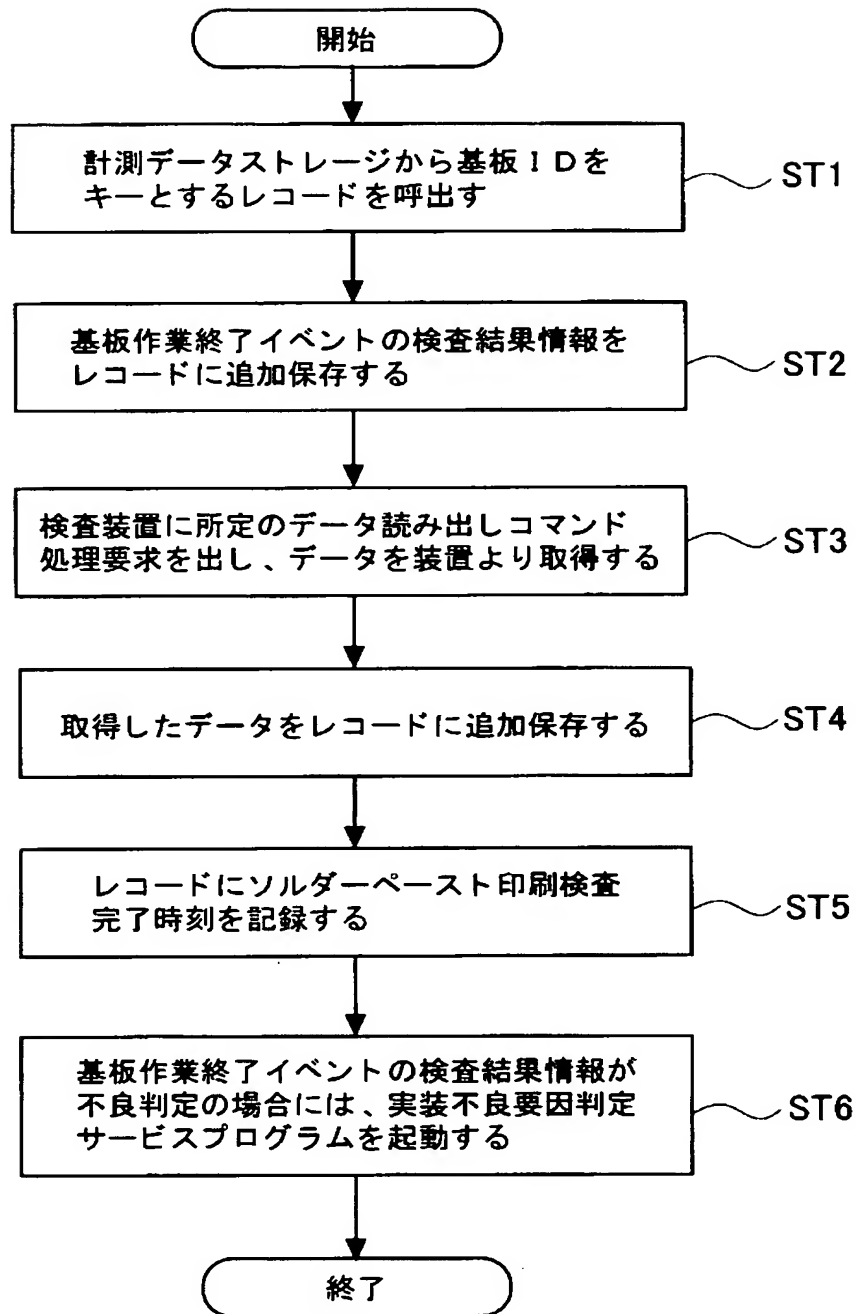 開始
計測データストレージから基板IDを
キーとするレコードを呼出す
ST1
基板作業終了イベントの検査結果情報を
レコードに追加保存する
ST2
検査装置に所定のデータ読み出しコマンド
処理要求を出し、データを装置より取得する
ST3
取得したデータをレコードに追加保存する
ST4
レコードにソルダーペースト印刷検査
完了時刻を記録する
ST5
基板作業終了イベントの検査結果情報が
不良判定の場合には、実装不良要因判定
サービスプログラムを起動する
ST6
終了